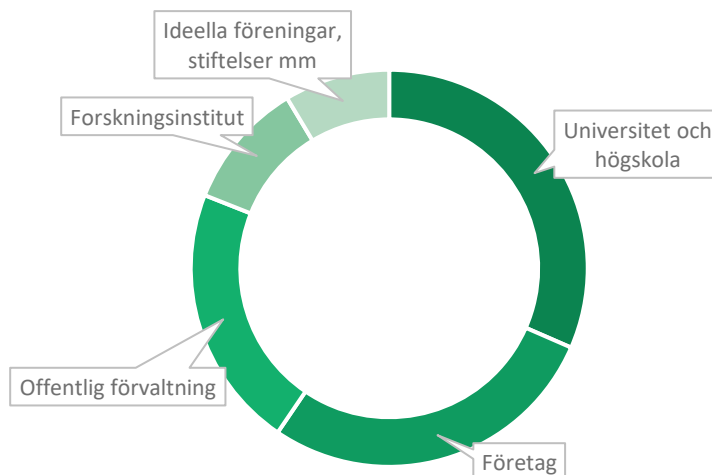 Ideella föreningar,
stiftelser mm
Forskningsinstitut
Universitet och
högskola
Offentlig förvaltning
Företag